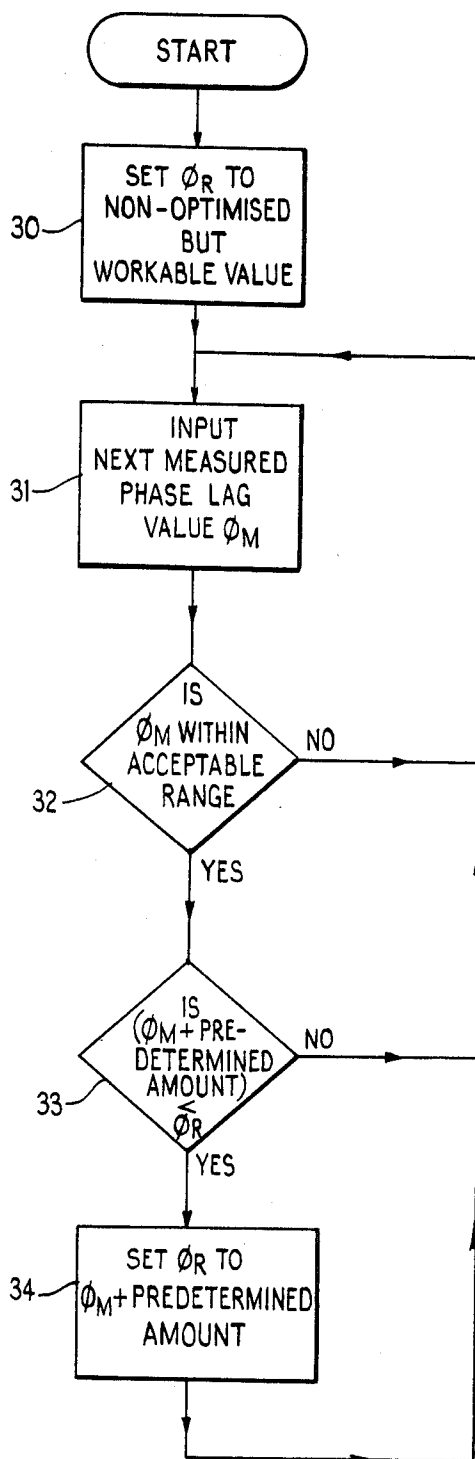 START
SET ØR TO
NON-OPTIMISED
BUT
WORKABLE VALUE
30
INPUT
NEXT MEASURED
PHASE LAG
VALUE ØM
31
IS
ØM WITHIN
ACCEPTABLE
RANGE
32
NO
YES
IS
(ØM + PRE-
DETERMINED
AMOUNT)
<
ØR
33
NO
YES
SET ØR TO
ØM + PREDETERMINED
AMOUNT
34